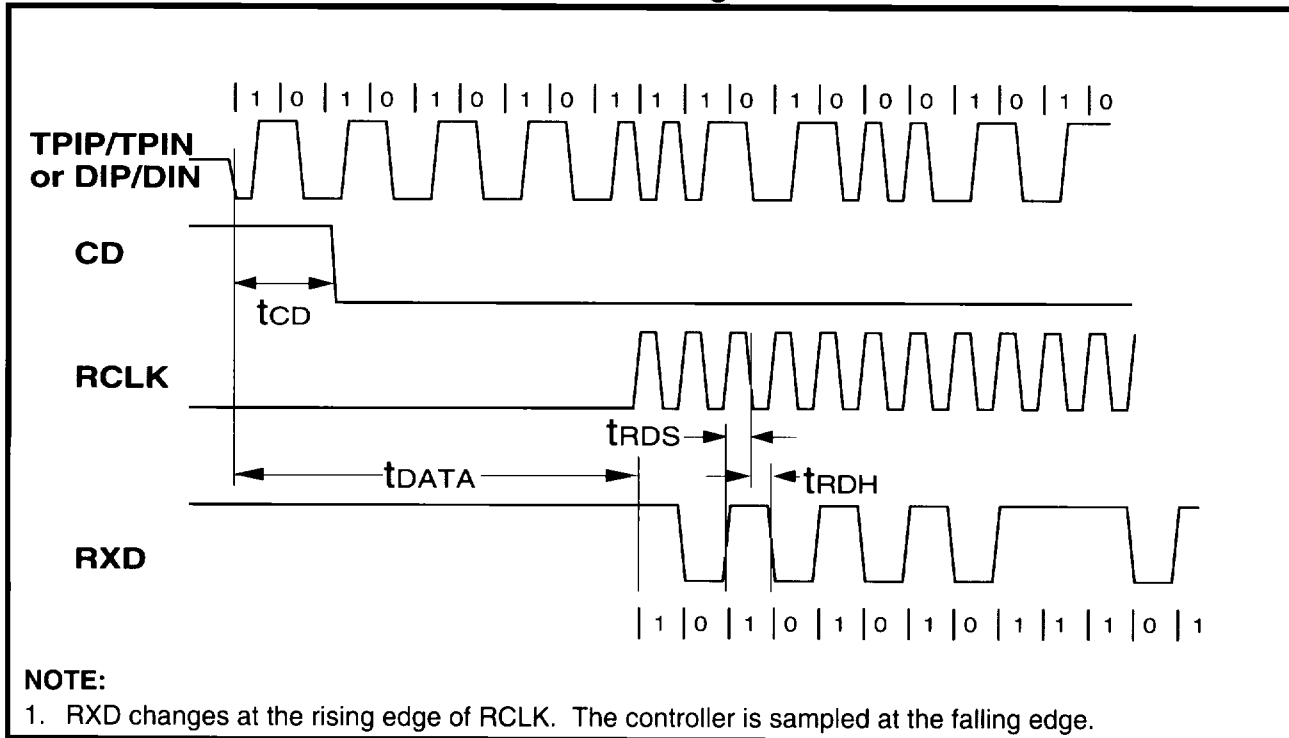 | 1 | 0 | 1 | 0 | 1 | 0 | 1 | 0 | 1 | 1 | 1 | 0 | 1 | 0 | 0 | 0 | 1 | 0 | 1 | 0
TPIP/TPIN
or DIP/DIN
CD
tCD
RCLK
tRDS
tDATA
tRDH
RXD
| 1 | 0 | 1 | 0 | 1 | 0 | 1 | 0 | 1 | 1 | 1 | 0 | 1
NOTE:
1. RXD changes at the rising edge of RCLK. The controller is sampled at the falling edge.